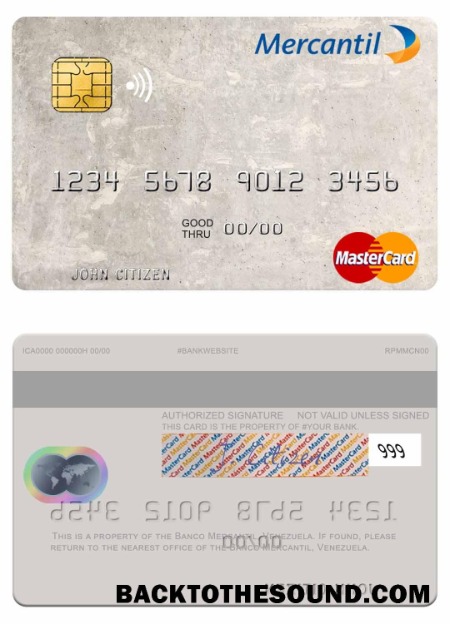 Mercantil
1234 5678 9012 3456
GOOD THRU 00/00
JOHN CITIZEN
MasterCard
ICA0000 000000H 00/00 #BANKWEBSITE RPMMCN00
AUTHORIZED SIGNATURE NOT VALID UNLESS SIGNED
THIS CARD IS THE PROPERTY OF #YOUR BANK.
999
THIS IS A PROPERTY OF THE BANCO MERCANTIL, VENEZUELA. IF FOUND, PLEASE
RETURN TO THE NEAREST OFFICE OF THE BANCO MERCANTIL, VENEZUELA.
BACKTOTHESOUND.COM